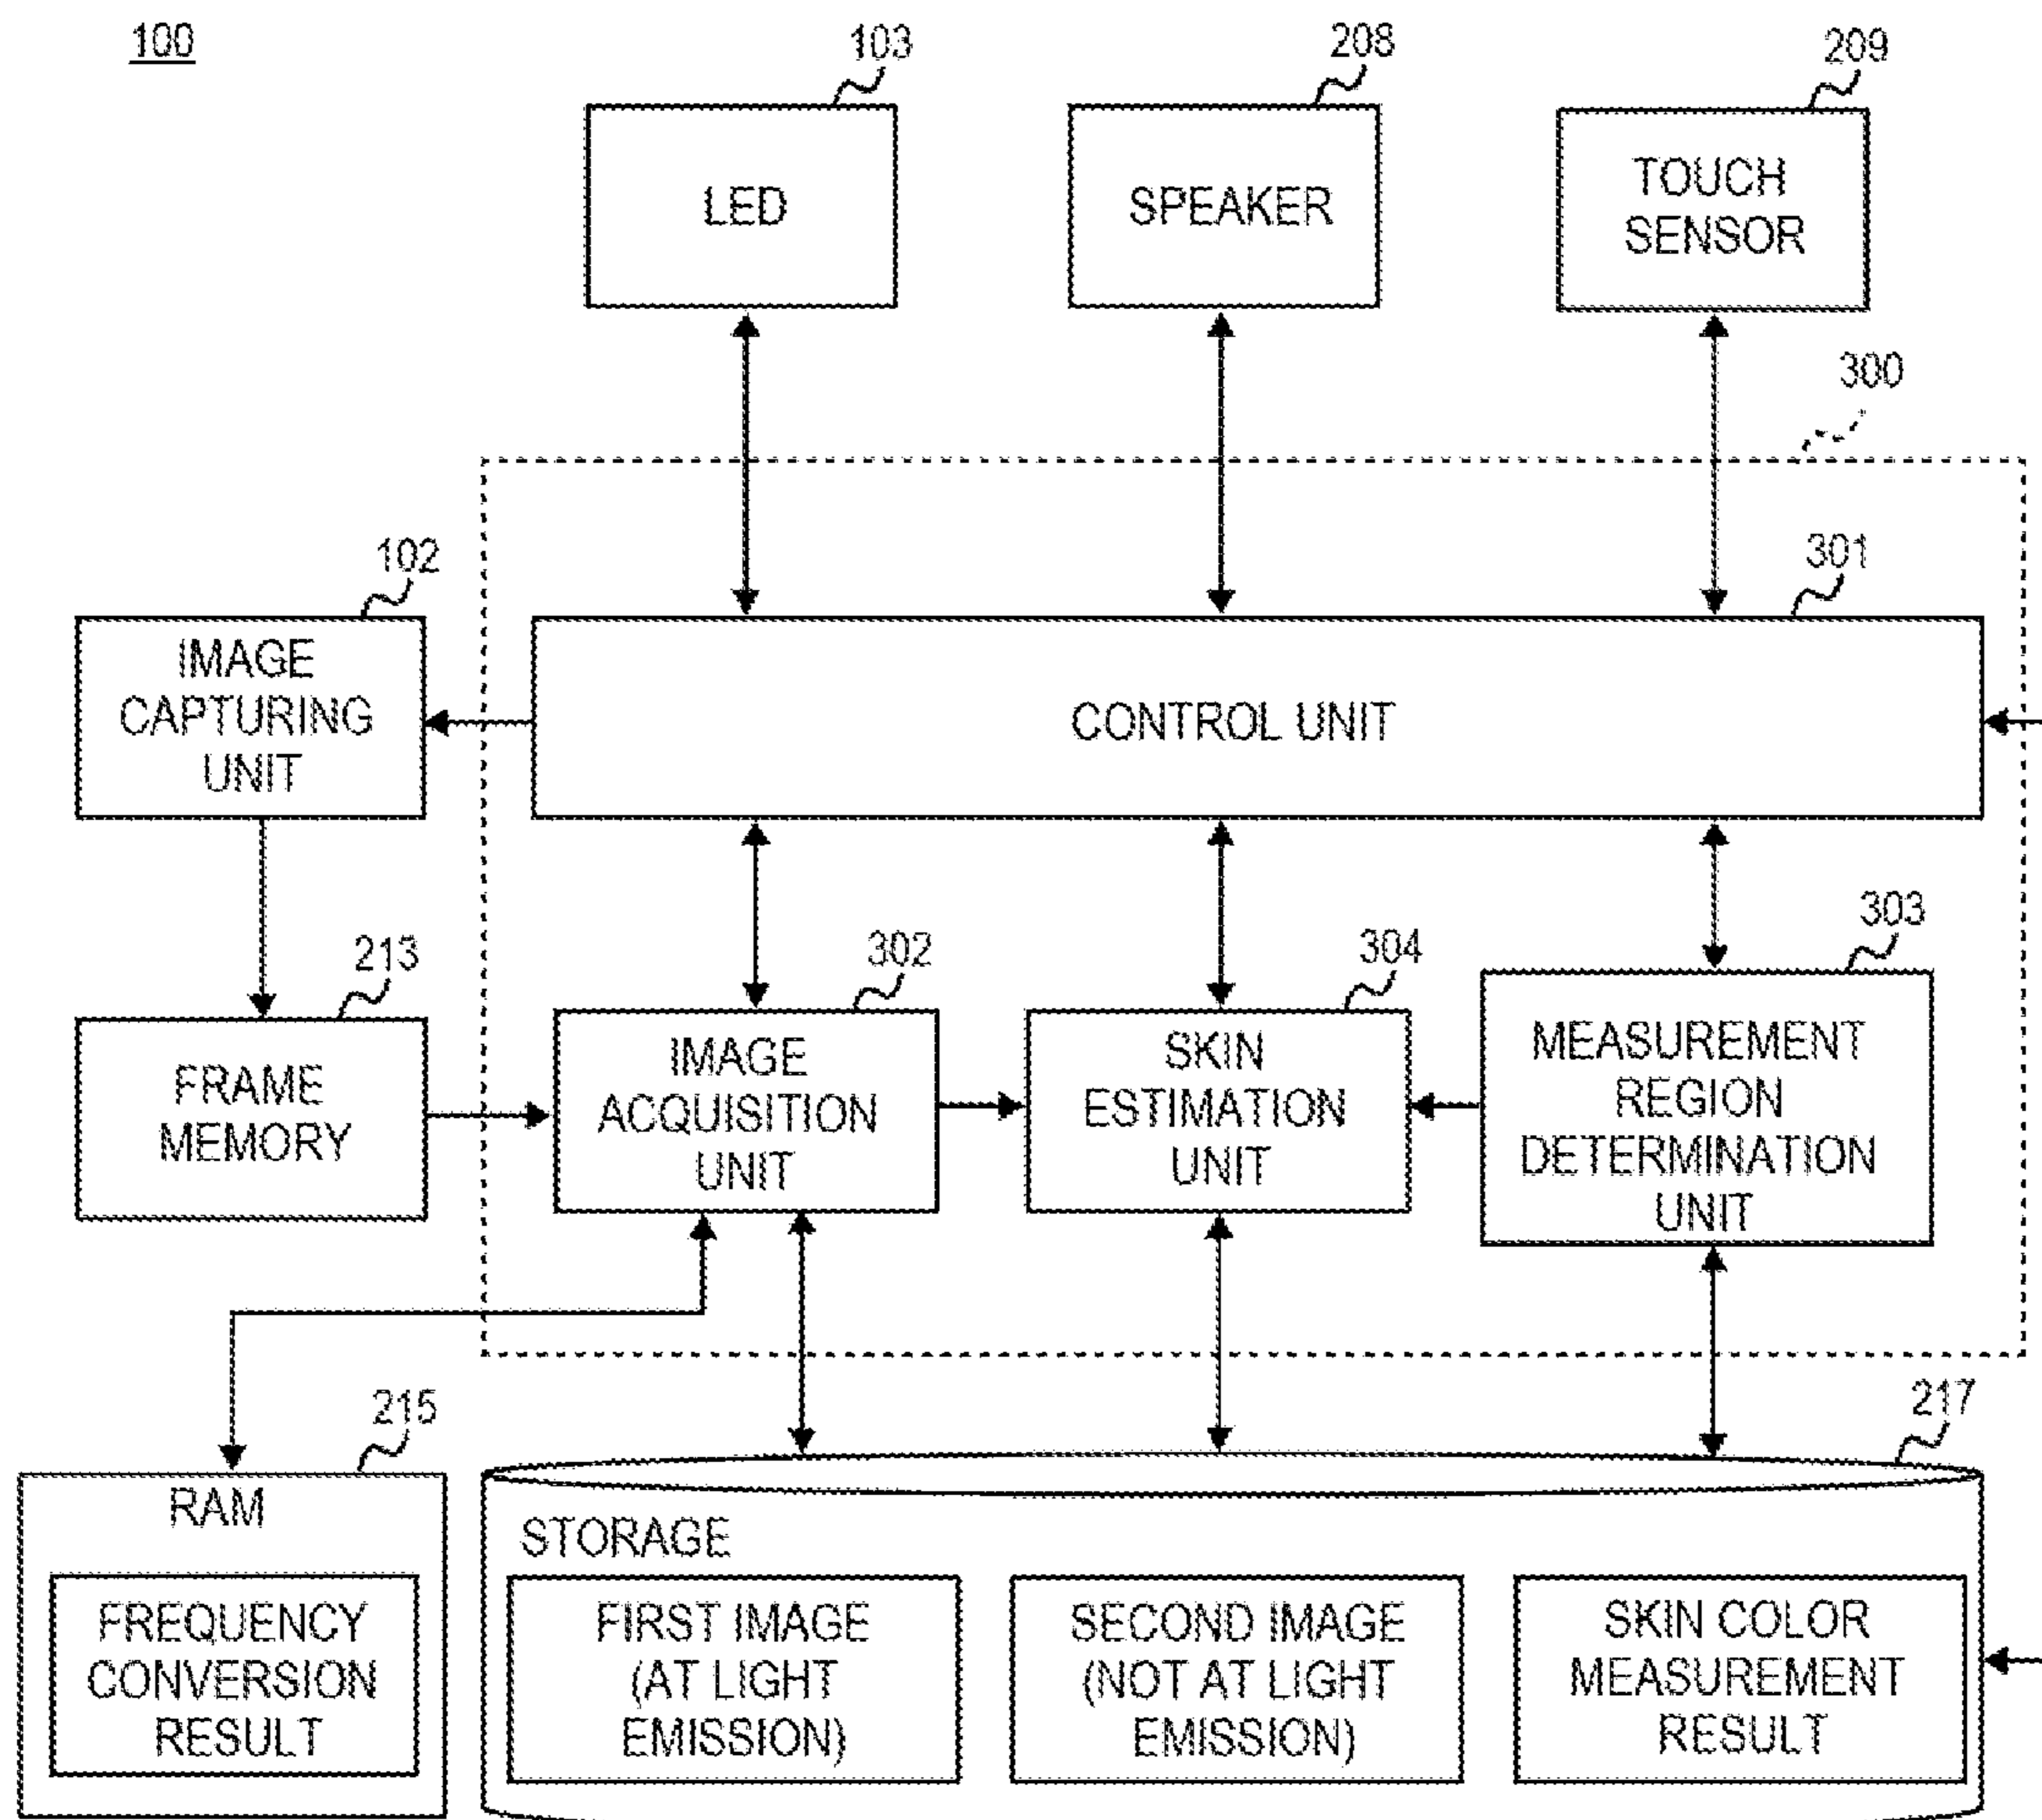 100
103
208
209
LED
SPEAKER
TOUCH
SENSOR
300
102
301
IMAGE
CAPTURING
UNIT
CONTROL UNIT
213
302
304
303
FRAME
MEMORY
IMAGE
ACQUISITION
UNIT
SKIN
ESTIMATION
UNIT
MEASUREMENT
REGION
DETERMINATION
UNIT
215
217
RAM
FREQUENCY
CONVERSION
RESULT
STORAGE
FIRST IMAGE
(AT LIGHT
EMISSION)
SECOND IMAGE
(NOT AT LIGHT
EMISSION)
SKIN COLOR
MEASUREMENT
RESULT